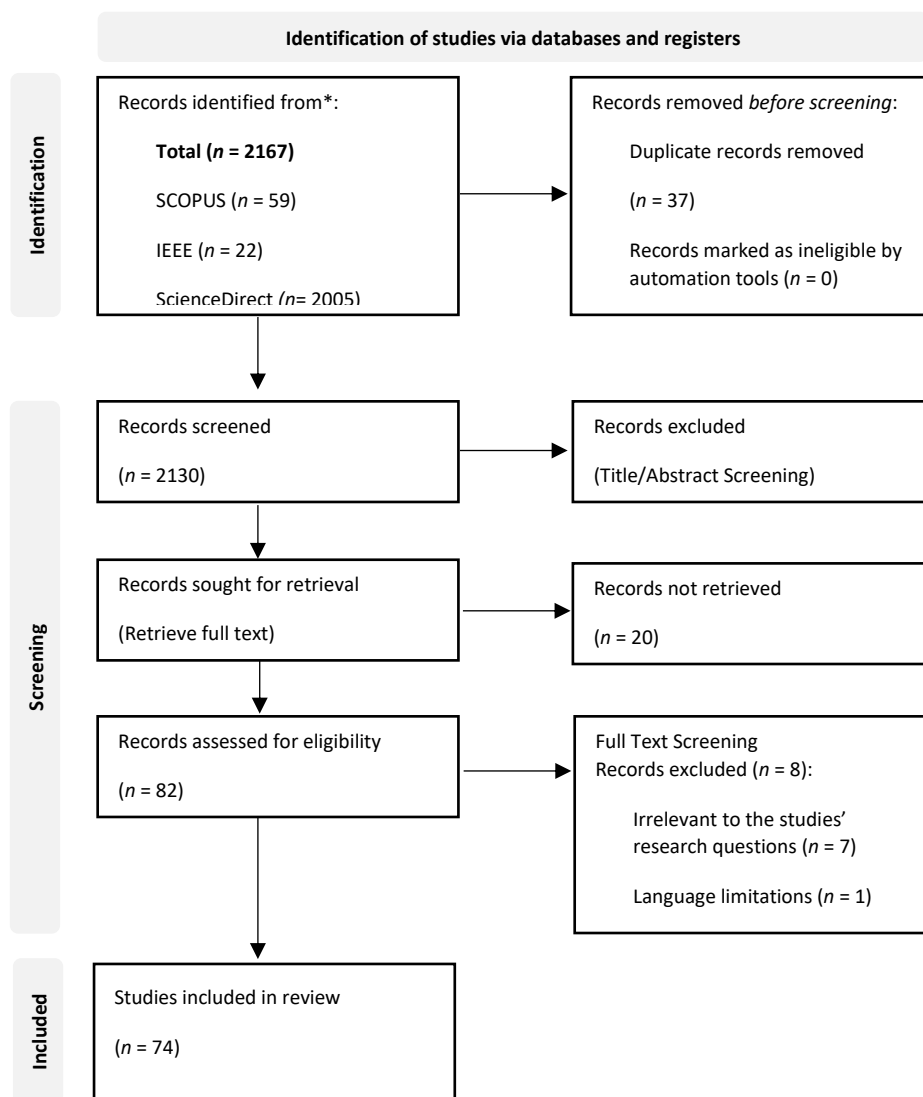 Identification of studies via databases and registers
Identification
Records identified from*:
Total (n = 2167)
SCOPUS (n = 59)
IEEE (n = 22)
ScienceDirect (n= 2005)
Records removed before screening:
Duplicate records removed
(n = 37)
Records marked as ineligible by
automation tools (n = 0)
Screening
Records screened
(n = 2130)
Records excluded
(Title/Abstract Screening)
Records sought for retrieval
(Retrieve full text)
Records not retrieved
(n = 20)
Records assessed for eligibility
(n = 82)
Full Text Screening
Records excluded (n = 8):
Irrelevant to the studies’
research questions (n = 7)
Language limitations (n = 1)
Included
Studies included in review
(n = 74)